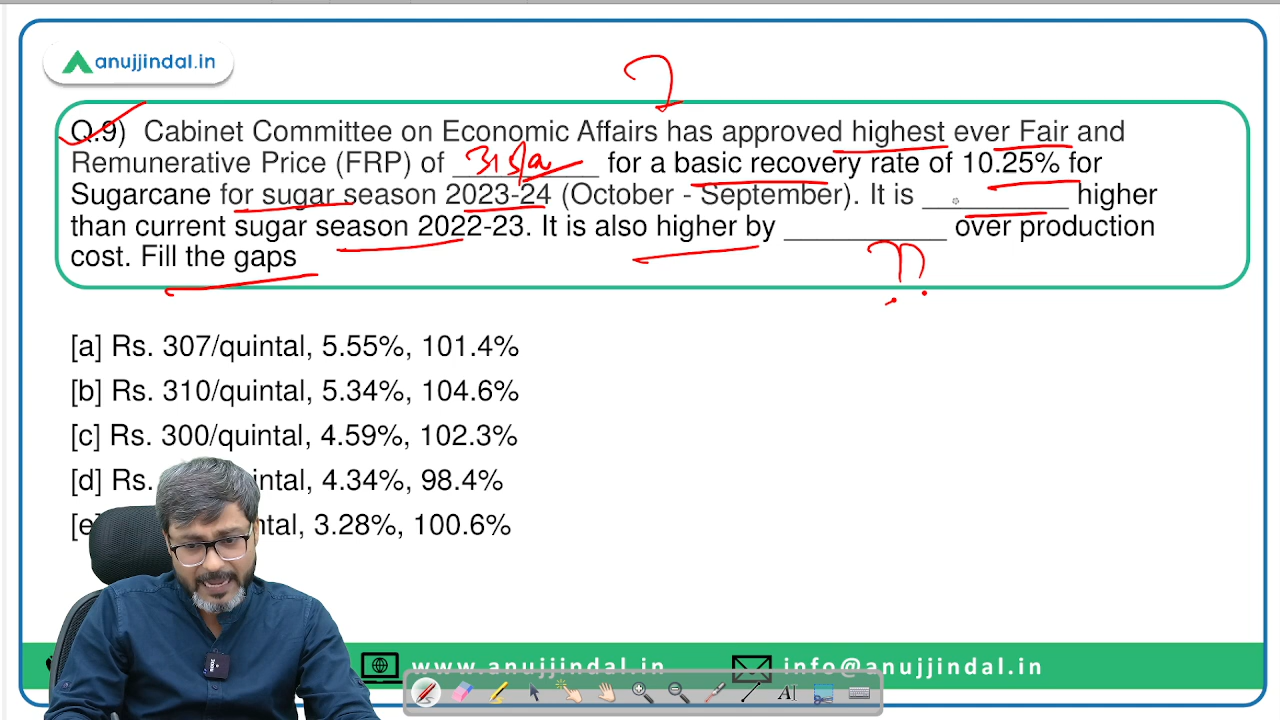 anujjindal.in
Q.9) Cabinet Committee on Economic Affairs has approved highest ever Fair and
Remunerative Price (FRP) of 315/a for a basic recovery rate of 10.25% for
Sugarcane for sugar season 2023-24 (October - September). It is ____________ higher
than current sugar season 2022-23. It is also higher by _____________ over production
cost. Fill the gaps
[a] Rs. 307/quintal, 5.55%, 101.4%
[b] Rs. 310/quintal, 5.34%, 104.6%
[c] Rs. 300/quintal, 4.59%, 102.3%
[d] Rs. intal, 4.34%, 98.4%
[e] ntal, 3.28%, 100.6%
www.anujjindal.in info@anujjindal.in